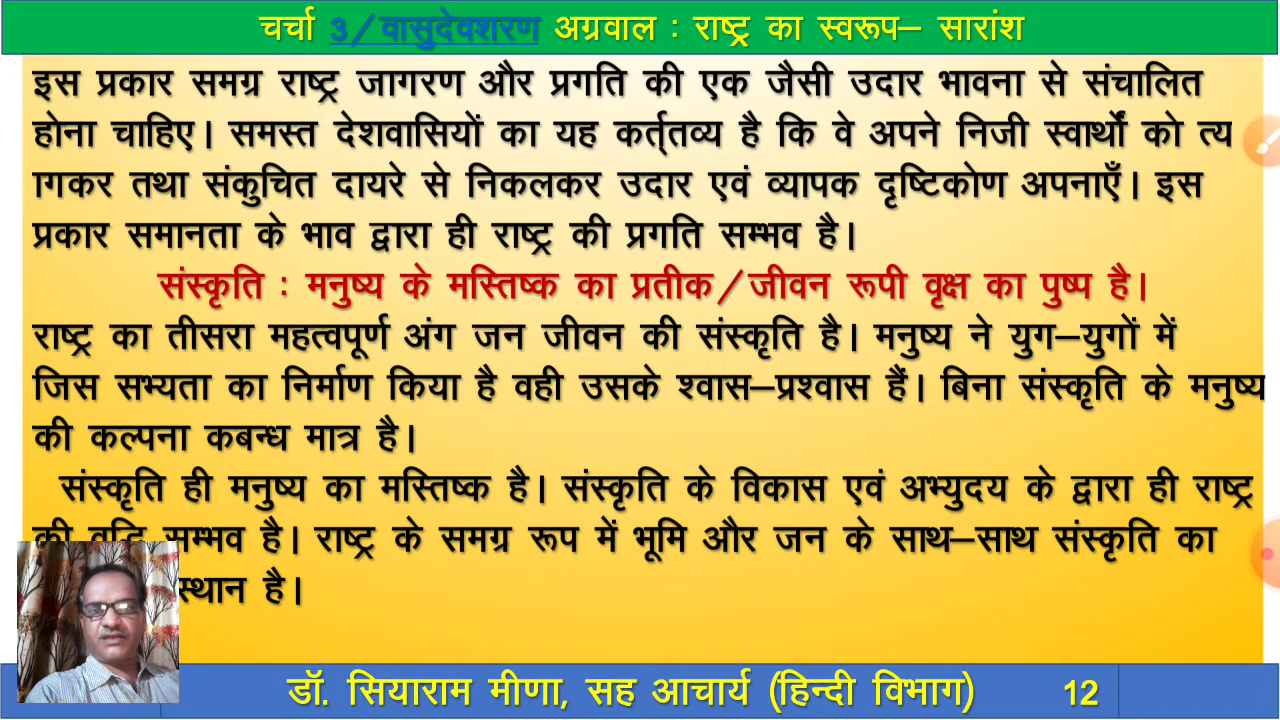 चर्चा 3/वासुदेवशरण अग्रवाल : राष्ट्र का स्वरूप– सारांश
इस प्रकार समग्र राष्ट्र जागरण और प्रगति की एक जैसी उदार भावना से संचालित
होना चाहिए। समस्त देशवासियों का यह कर्त्तव्य है कि वे अपने निजी स्वार्थों को त्य
ागकर तथा संकुचित दायरे से निकलकर उदार एवं व्यापक दृष्टिकोण अपनाएँ। इस
प्रकार समानता के भाव द्वारा ही राष्ट्र की प्रगति सम्भव है।
संस्कृति : मनुष्य के मस्तिष्क का प्रतीक/जीवन रूपी वृक्ष का पुष्प है।
राष्ट्र का तीसरा महत्वपूर्ण अंग जन जीवन की संस्कृति है। मनुष्य ने युग–युगों में
जिस सभ्यता का निर्माण किया है वही उसके श्वास–प्रश्वास हैं। बिना संस्कृति के मनुष्य
की कल्पना कबन्ध मात्र है।
संस्कृति ही मनुष्य का मस्तिष्क है। संस्कृति के विकास एवं अभ्युदय के द्वारा ही राष्ट्र
की वृद्धि सम्भव है। राष्ट्र के समग्र रूप में भूमि और जन के साथ–साथ संस्कृति का
स्थान है।
डॉ. सियाराम मीणा, सह आचार्य (हिन्दी विभाग) 12